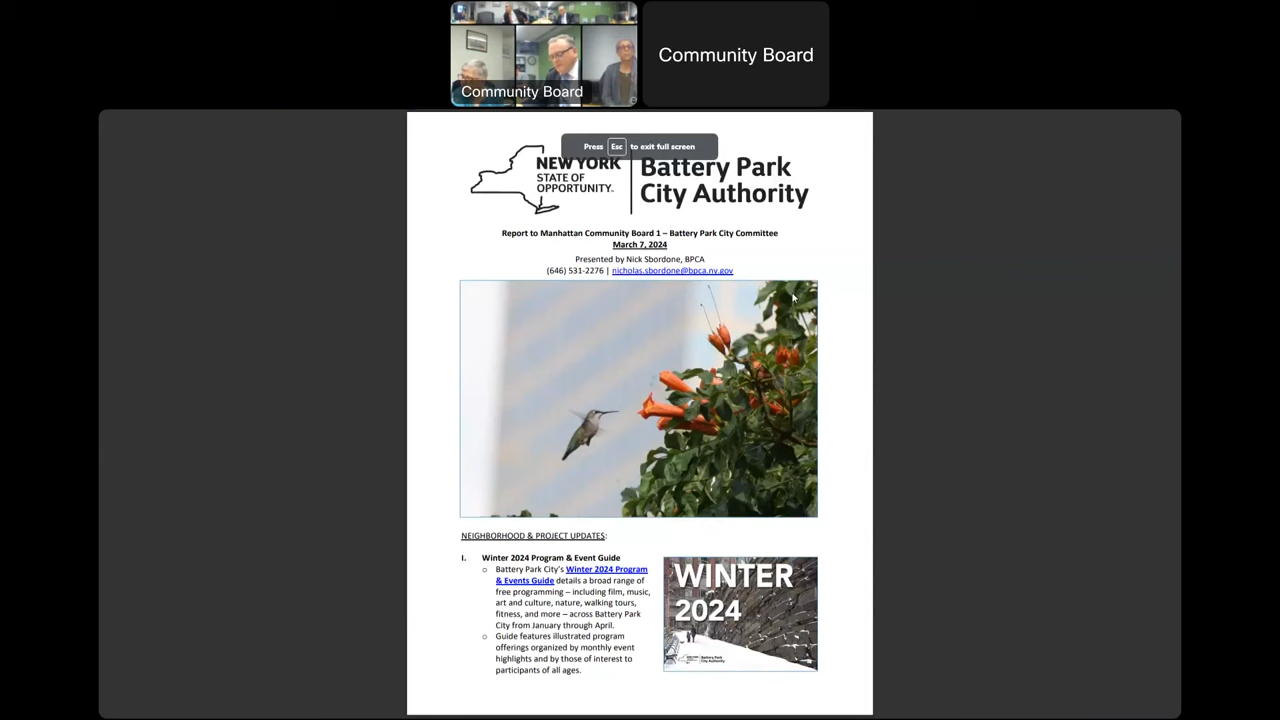 Community Board
Community Board
Press Esc to exit full screen
NEW YORK
STATE OF
OPPORTUNITY.
Battery Park
City Authority
Report to Manhattan Community Board 1 – Battery Park City Committee
March 7, 2024
Presented by Nick Sbordone, BPCA
(646) 531-2276 | nicholas.sbordone@bpca.ny.gov
NEIGHBORHOOD & PROJECT UPDATES:
I. Winter 2024 Program & Event Guide
o Battery Park City's Winter 2024 Program
& Events Guide details a broad range of
free programming – including film, music,
art and culture, nature, walking tours,
fitness, and more – across Battery Park
City from January through April.
o Guide features illustrated program
offerings organized by monthly event
highlights and by those of interest to
participants of all ages.
WINTER
2024
Battery Park
City Authority